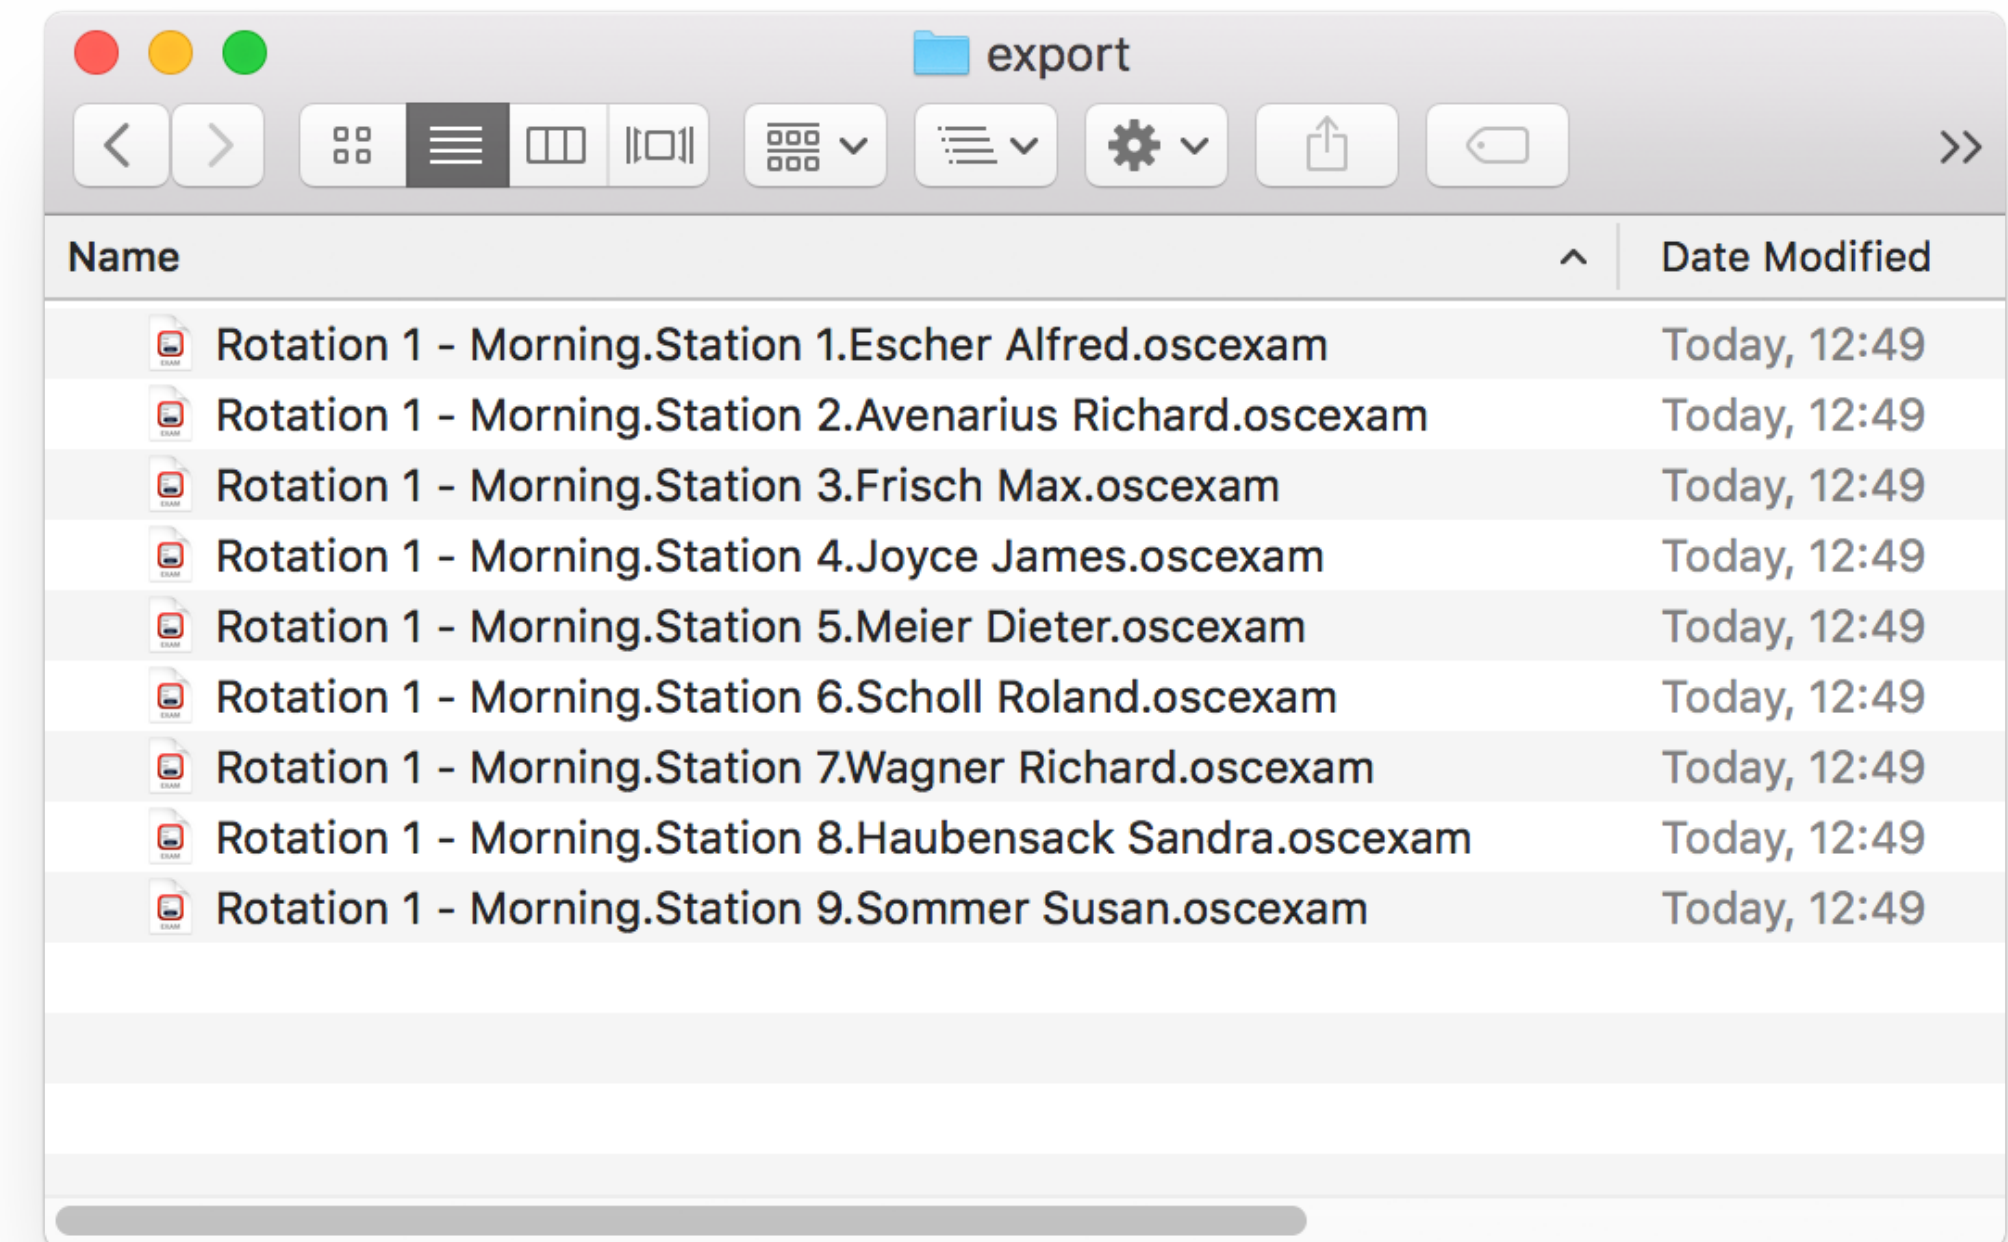 export
Name Date Modified
Rotation 1 - Morning.Station 1.Escher Alfred.oscexam Today, 12:49
Rotation 1 - Morning.Station 2.Avenarius Richard.oscexam Today, 12:49
Rotation 1 - Morning.Station 3.Frisch Max.oscexam Today, 12:49
Rotation 1 - Morning.Station 4.Joyce James.oscexam Today, 12:49
Rotation 1 - Morning.Station 5.Meier Dieter.oscexam Today, 12:49
Rotation 1 - Morning.Station 6.Scholl Roland.oscexam Today, 12:49
Rotation 1 - Morning.Station 7.Wagner Richard.oscexam Today, 12:49
Rotation 1 - Morning.Station 8.Haubensack Sandra.oscexam Today, 12:49
Rotation 1 - Morning.Station 9.Sommer Susan.oscexam Today, 12:49